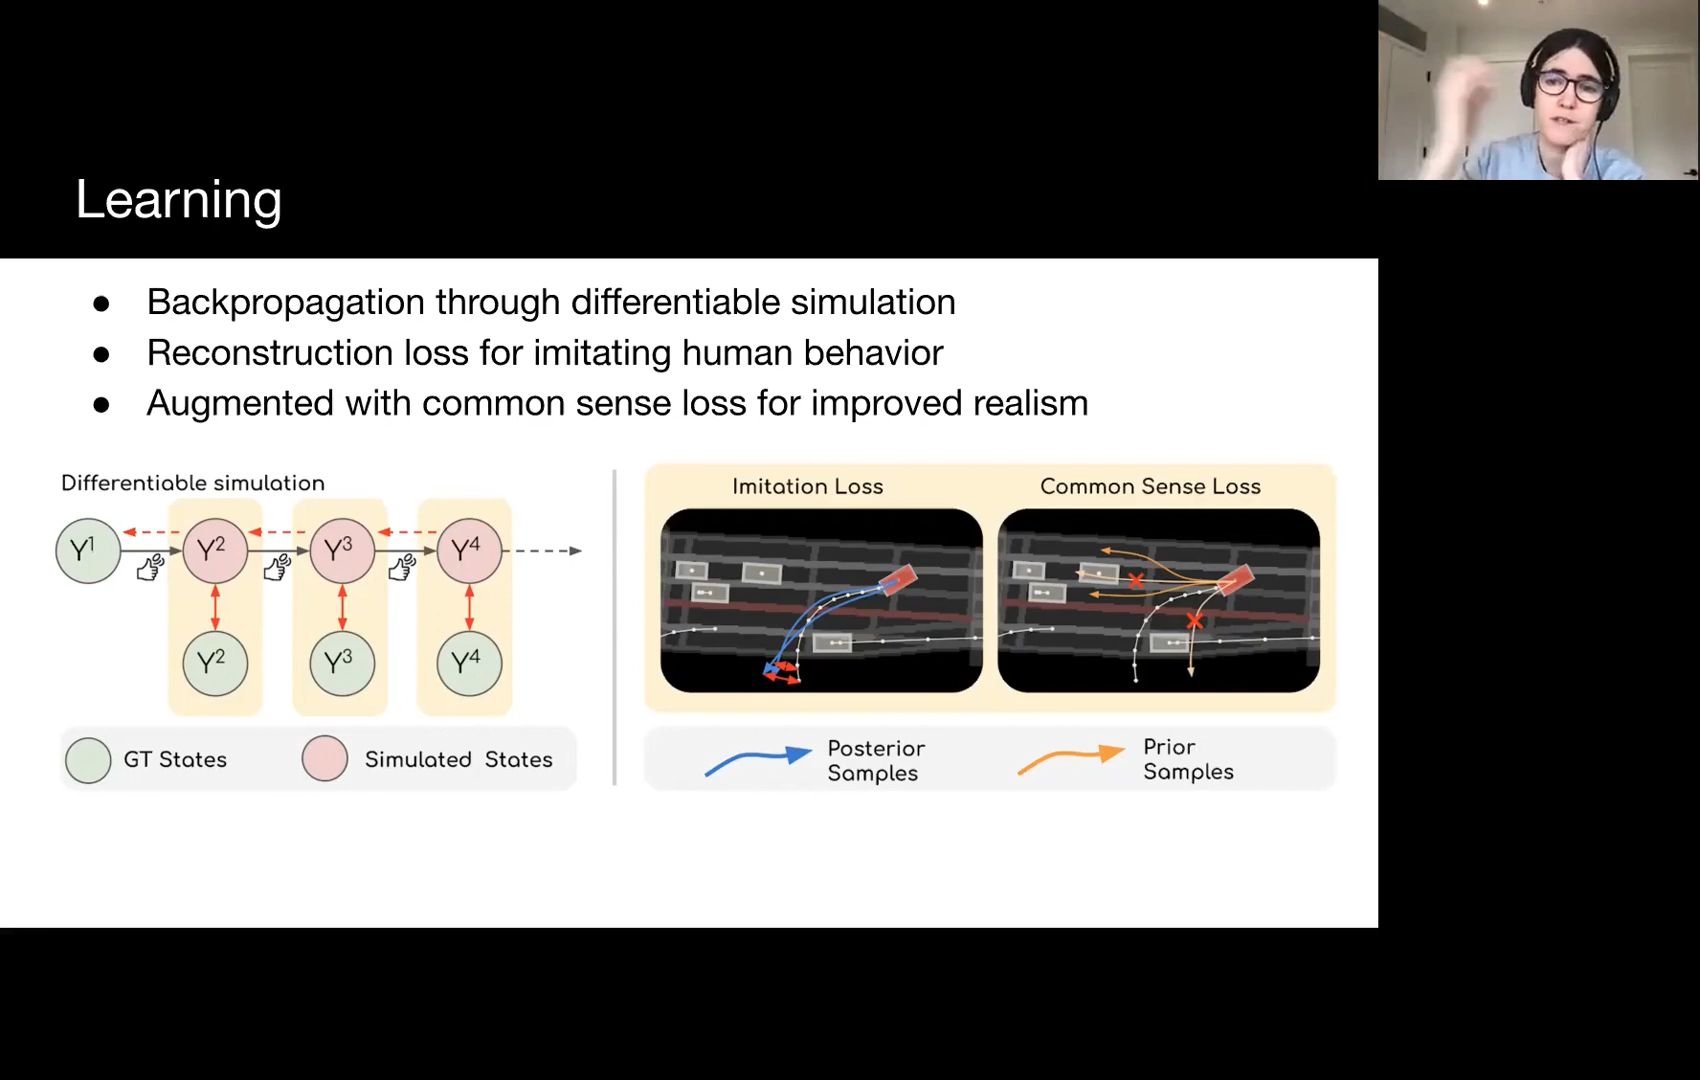 Learning
● Backpropagation through differentiable simulation
● Reconstruction loss for imitating human behavior
● Augmented with common sense loss for improved realism
Differentiable simulation
Y¹ Y² Y³ Y⁴
Y² Y³ Y⁴
GT States Simulated States
Imitation Loss Common Sense Loss
Posterior
Samples
Prior
Samples